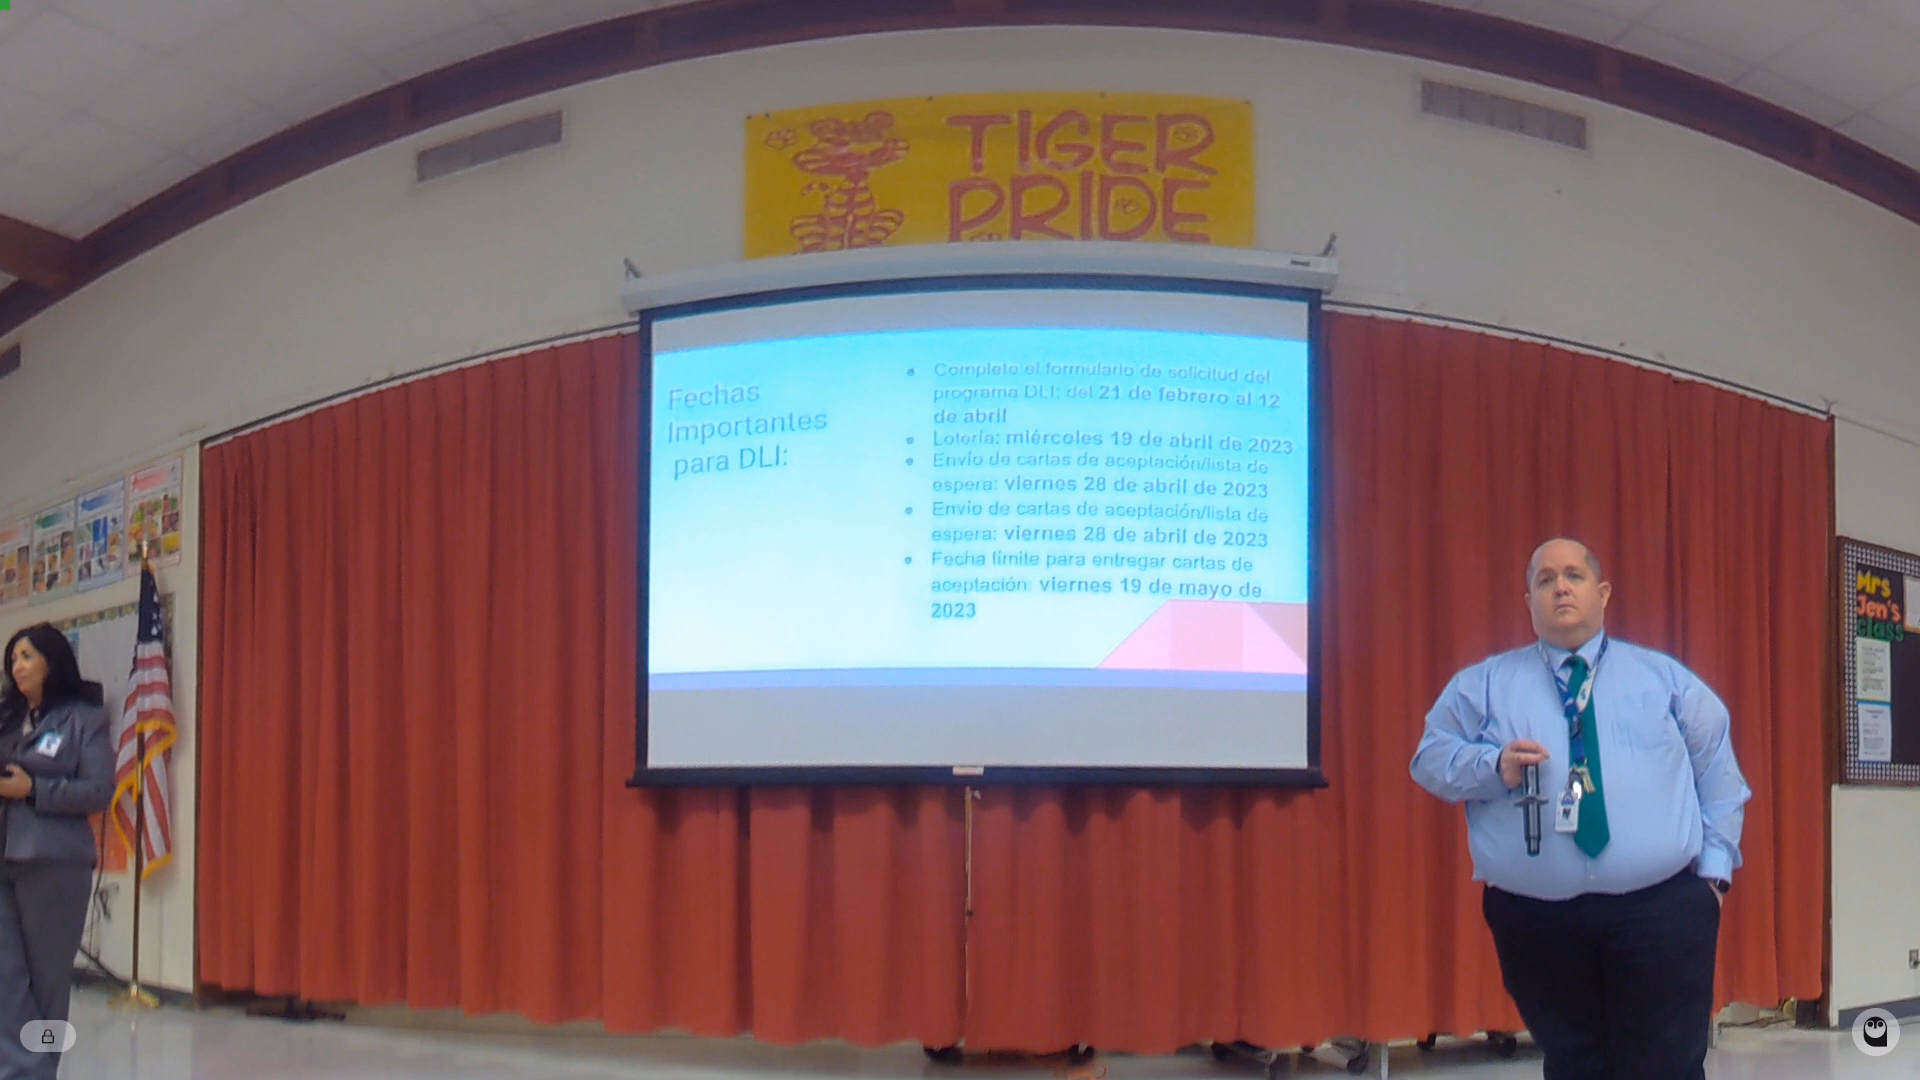 TIGER
PRIDE
Fechas
Importantes
para DLI:
Complete el formulario de solicitud del
programa DLI: del 21 de febrero al 12
de abril
Lotería: miércoles 19 de abril de 2023
Envío de cartas de aceptación/lista de
espera: viernes 28 de abril de 2023
Envío de cartas de aceptación/lista de
espera: viernes 28 de abril de 2023
Fecha límite para entregar cartas de
aceptación: viernes 19 de mayo de
2023
Mrs
Jen's
class